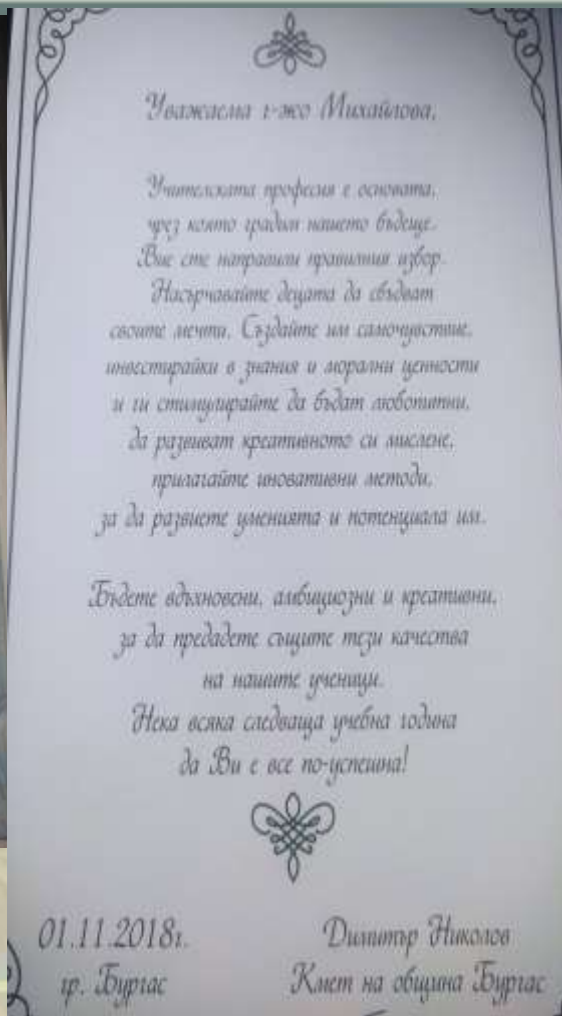 Уважаема г-жо Михайлова,
Учителската професия е основата,
чрез която градим нашето бъдеще.
Вие сте направили правилния избор.
Насърчавайте децата да сбъдват
своите мечти. Създайте им самочувствие,
инвестирайки в знания и морални ценности
и ги стимулирайте да бъдат любопитни,
да развиват креативното си мислене,
прилагайте иновативни методи,
за да развиете уменията и потенциала им.
Бъдете вдъхновени, амбициозни и креативни,
за да предадете същите тези качества
на нашите ученици.
Нека всяка следваща учебна година
да Ви е все по-успешна!
01.11.2018г.
гр. Бургас
Димитър Николов
Кмет на община Бургас